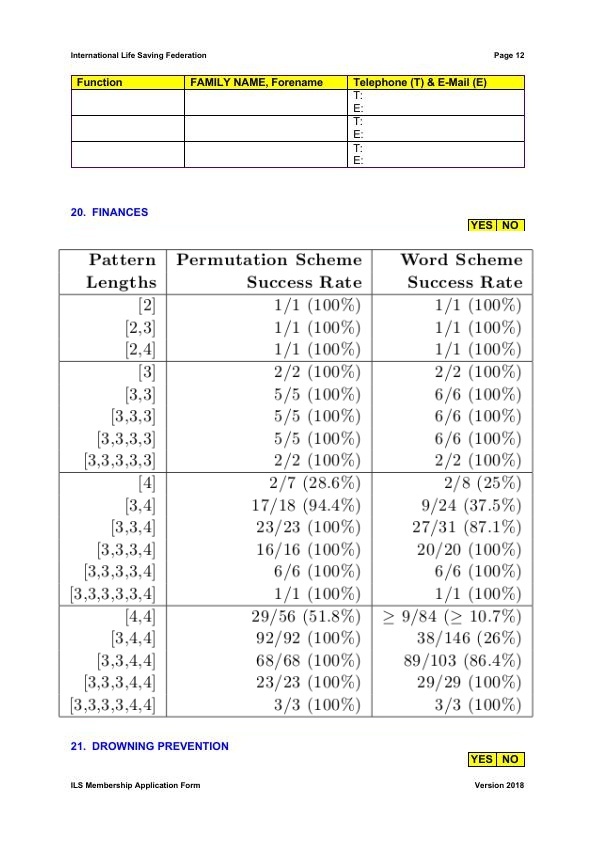 International Life Saving Federation Page 12
Function FAMILY NAME, Forename Telephone (T) & E-Mail (E)
T:
E:
T:
E:
T:
E:
20. FINANCES
YES NO
Pattern Permutation Scheme Word Scheme
Lengths Success Rate Success Rate
[2] 1/1 (100%) 1/1 (100%)
[2,3] 1/1 (100%) 1/1 (100%)
[2,4] 1/1 (100%) 1/1 (100%)
[3] 2/2 (100%) 2/2 (100%)
[3,3] 5/5 (100%) 6/6 (100%)
[3,3,3] 5/5 (100%) 6/6 (100%)
[3,3,3,3] 5/5 (100%) 6/6 (100%)
[3,3,3,3,3] 2/2 (100%) 2/2 (100%)
[4] 2/7 (28.6%) 2/8 (25%)
[3,4] 17/18 (94.4%) 9/24 (37.5%)
[3,3,4] 23/23 (100%) 27/31 (87.1%)
[3,3,3,4] 16/16 (100%) 20/20 (100%)
[3,3,3,3,4] 6/6 (100%) 6/6 (100%)
[3,3,3,3,3,4] 1/1 (100%) 1/1 (100%)
[4,4] 29/56 (51.8%) ≥ 9/84 (≥ 10.7%)
[3,4,4] 92/92 (100%) 38/146 (26%)
[3,3,4,4] 68/68 (100%) 89/103 (86.4%)
[3,3,3,4,4] 23/23 (100%) 29/29 (100%)
[3,3,3,3,4,4] 3/3 (100%) 3/3 (100%)
21. DROWNING PREVENTION
YES NO
ILS Membership Application Form Version 2018